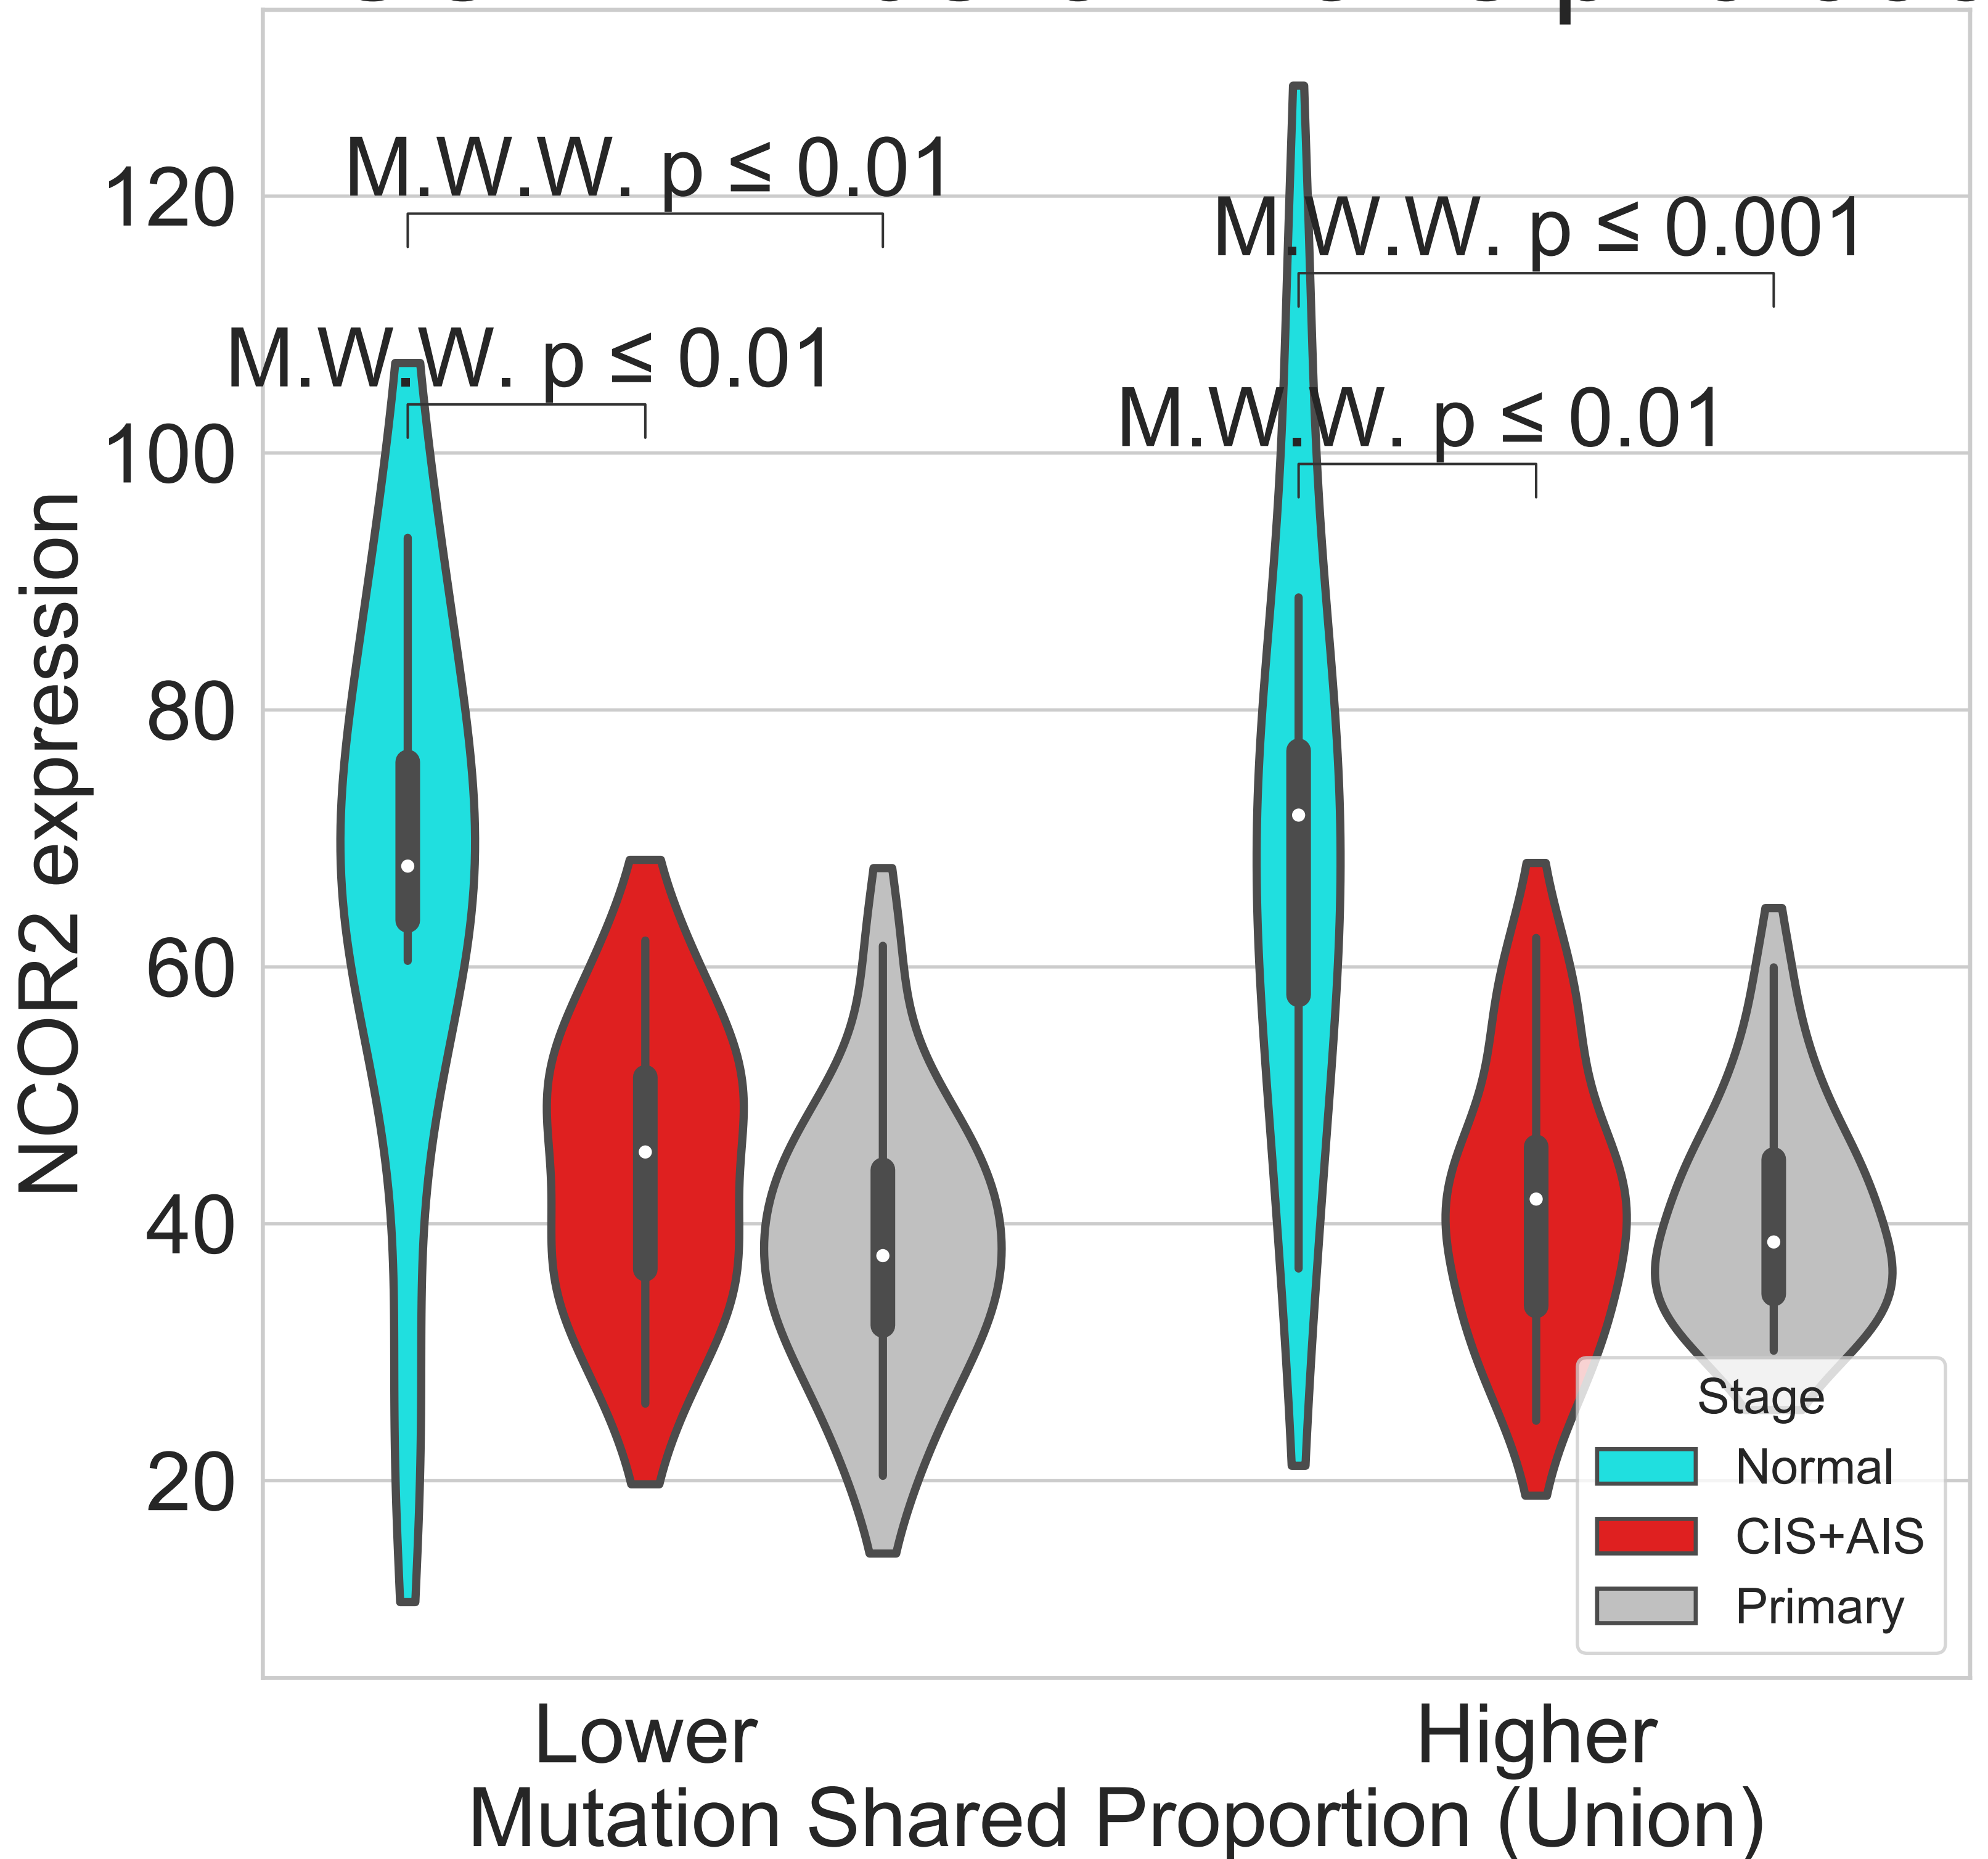 M.W.W. p ≤ 0.01
M.W.W. p ≤ 0.001
M.W.W. p ≤ 0.01
M.W.W. p ≤ 0.01
120
100
80
60
40
20
NCOR2 expression
Stage
Normal
CIS+AIS
Primary
Lower
Higher
Mutation Shared Proportion (Union)